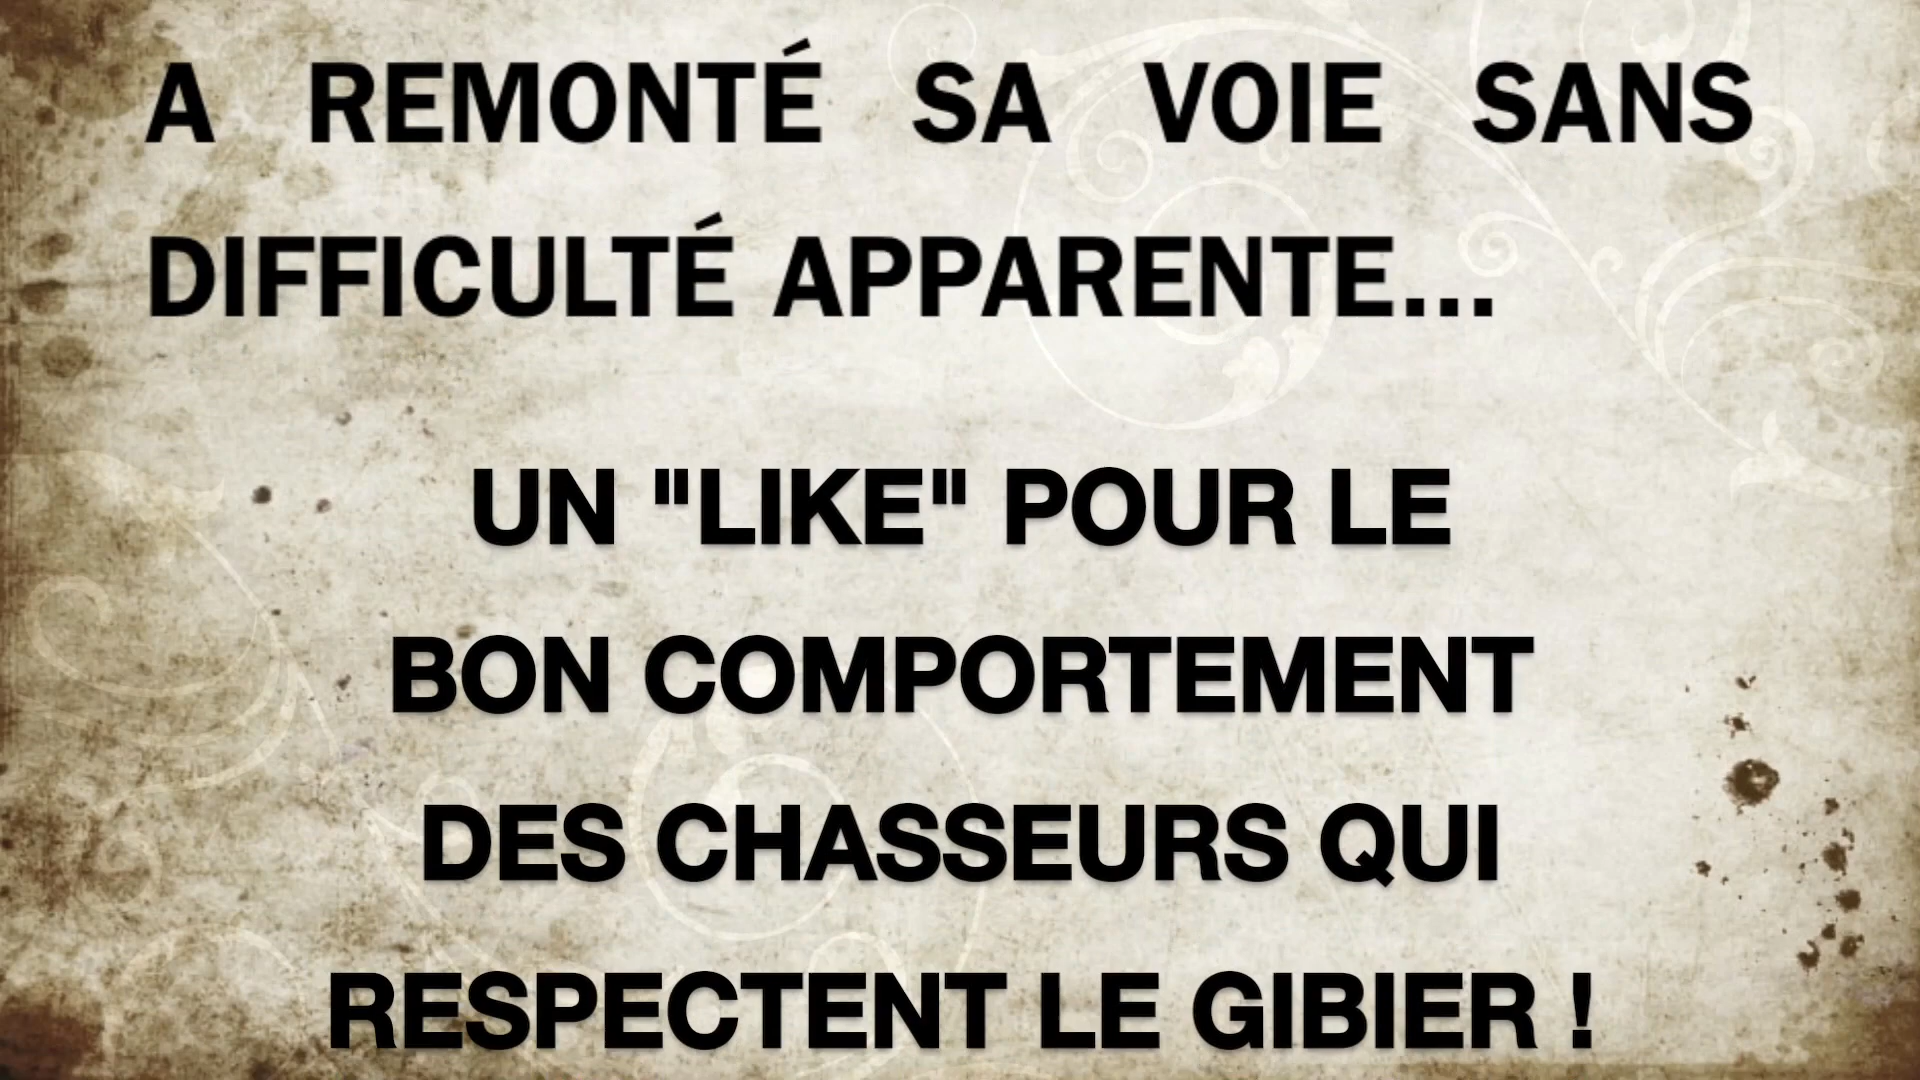 A REMONTÉ SA VOIE SANS
DIFFICULTÉ APPARENTE...
UN "LIKE" POUR LE
BON COMPORTEMENT
DES CHASSEURS QUI
RESPECTENT LE GIBIER !